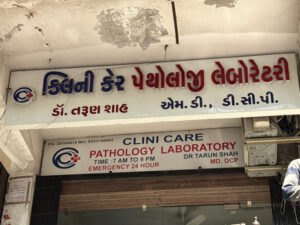 ક્લિની કેર પેથોલોજી લેબોરેટરી
ડૉ. તરૂણ શાહ એમ.ડી., ડી.સી.પી.
CLINI CARE
PATHOLOGY LABORATORY
TIME : 7 AM TO 9 PM DR TARUN SHAH
EMERGENCY 24 HOUR MD, DCP